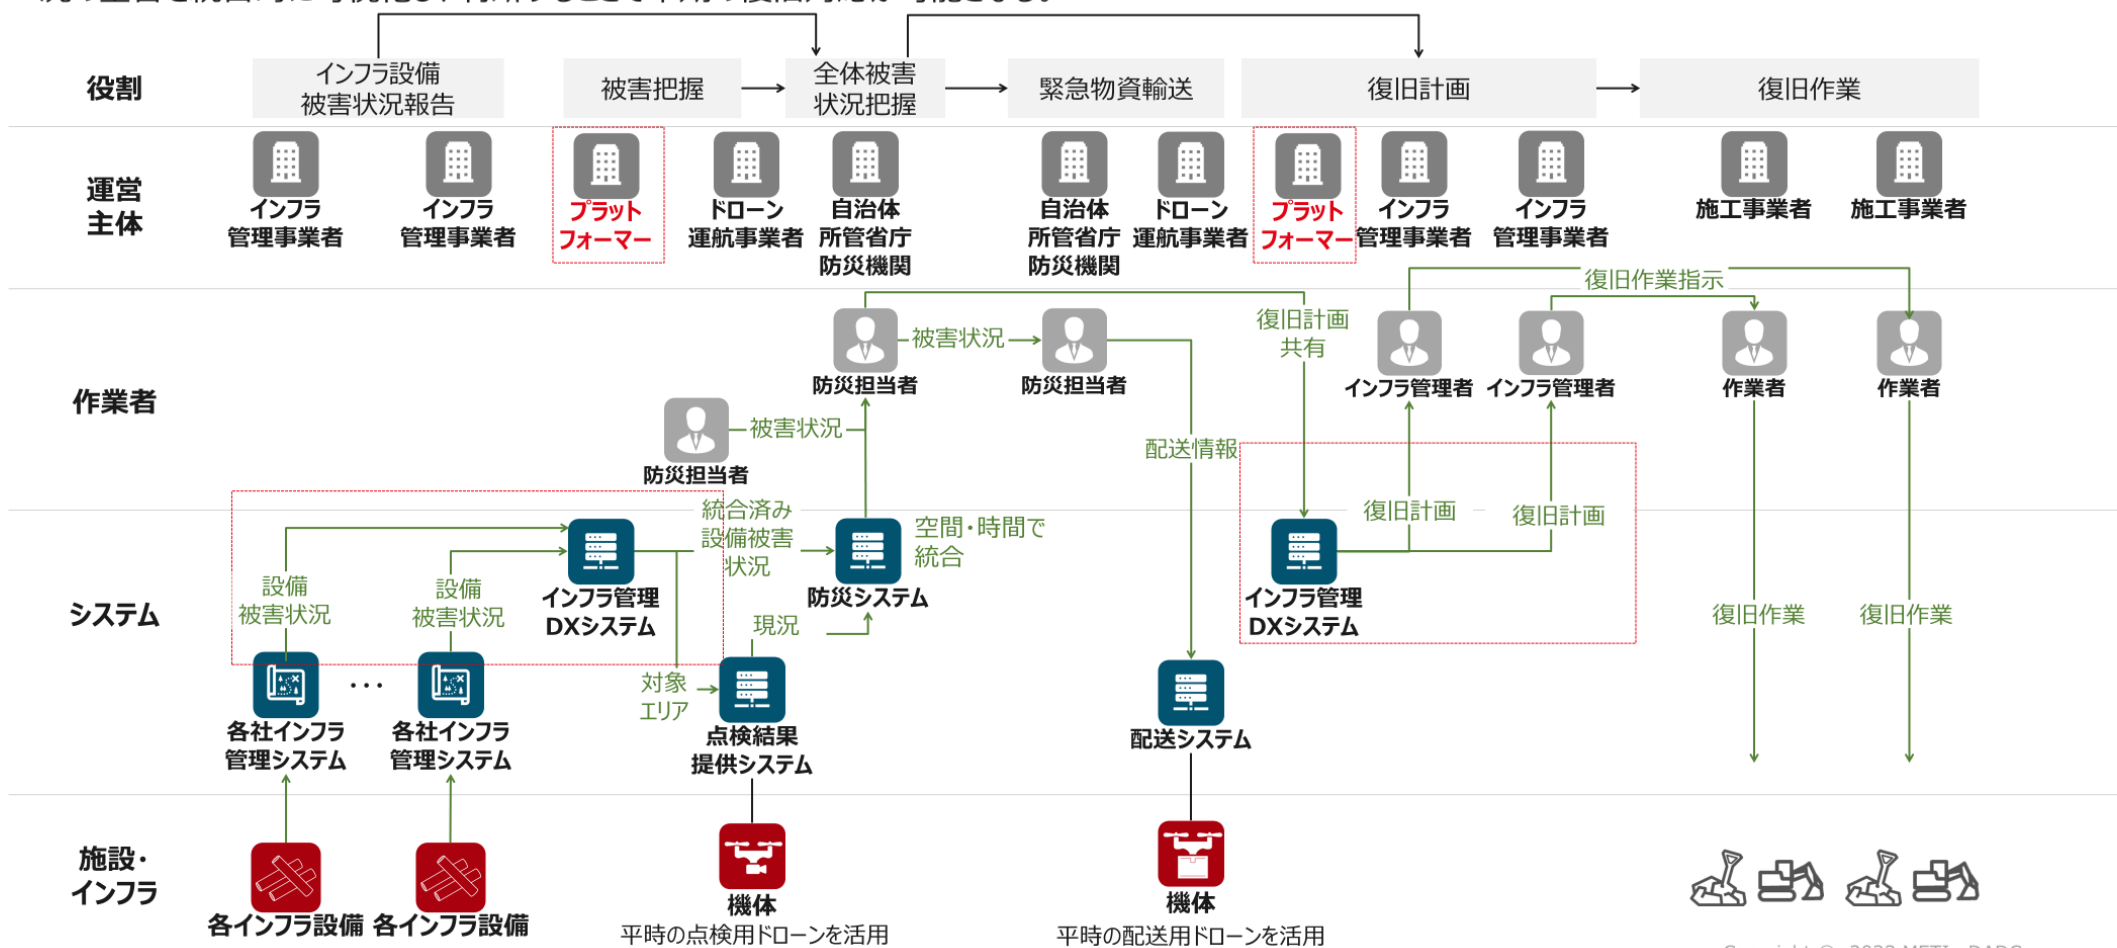 役割
インフラ設備
被害状況報告
被害把握
全体被害
状況把握
緊急物資輸送
復旧計画
復旧作業
運営
主体
インフラ
管理事業者
インフラ
管理事業者
プラット
フォーマー
ドローン
運航事業者
自治体
所管省庁
防災機関
自治体
所管省庁
防災機関
ドローン
運航事業者
プラット
フォーマー
インフラ
管理事業者
インフラ
管理事業者
施工事業者
施工事業者
復旧作業指示
作業者
防災担当者
被害状況
防災担当者
復旧計画
共有
インフラ管理者
インフラ管理者
作業者
作業者
被害状況
防災担当者
配送情報
システム
設備
被害状況
設備
被害状況
インフラ管理
DXシステム
統合済み
設備被害
状況
空間・時間で
統合
防災システム
現況
対象
エリア
復旧計画
復旧計画
インフラ管理
DXシステム
復旧作業
復旧作業
各社インフラ
管理システム
・・・
各社インフラ
管理システム
点検結果
提供システム
配送システム
施設・
インフラ
各インフラ設備
各インフラ設備
機体
平時の点検用ドローンを活用
機体
平時の配送用ドローンを活用